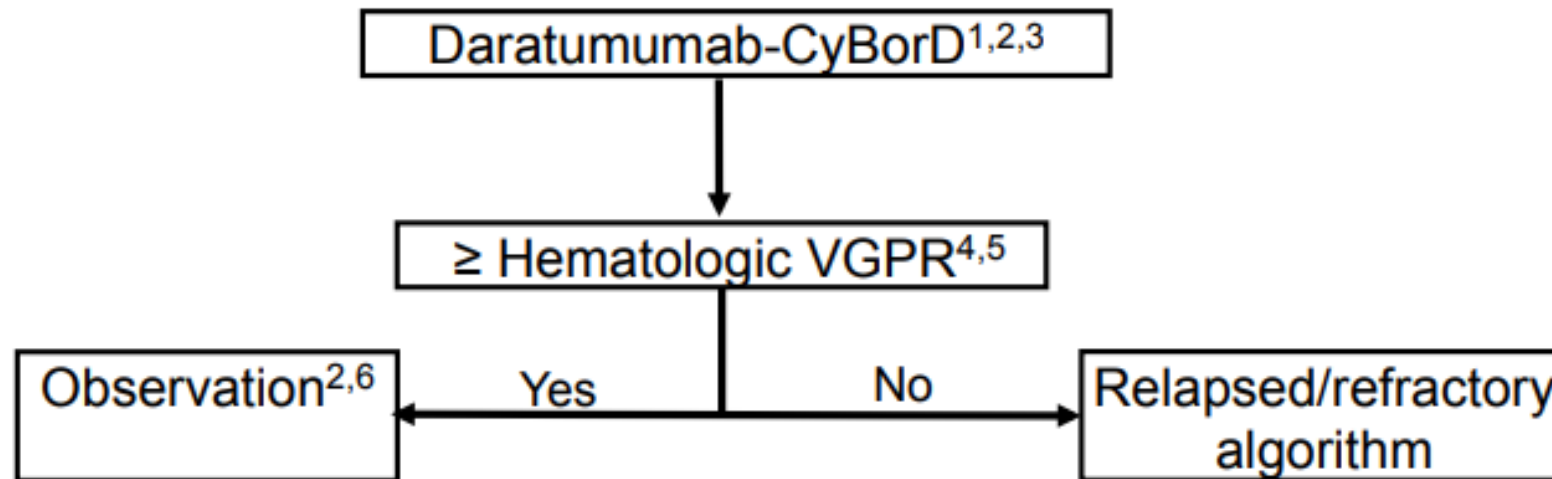 Daratumumab-CyBorD1,2,3
≥ Hematologic VGPR4,5
Observation2,6
Yes
No
Relapsed/refractory
algorithm